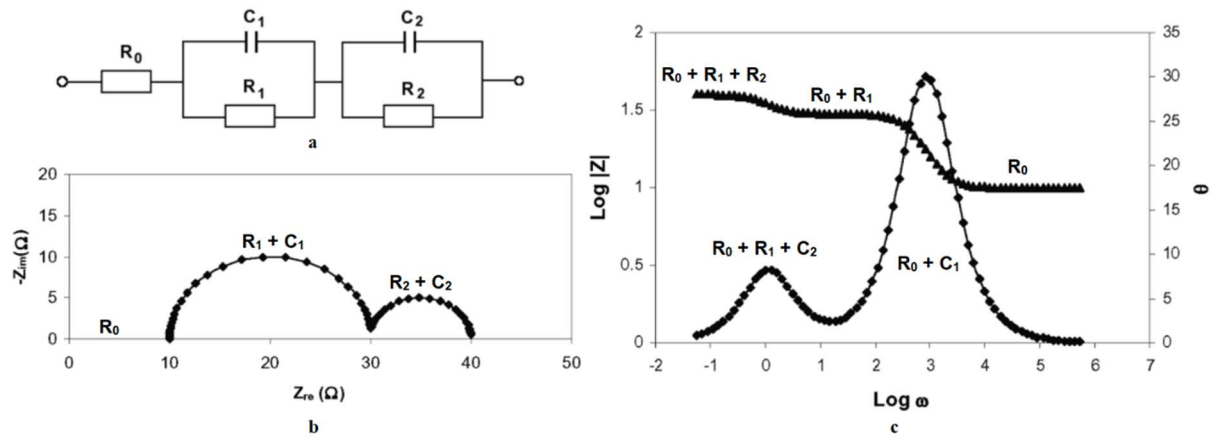 C₁
C₂
R₀
R₁
R₂
a
20
15
10
5
0
-Zᵢₘ(Ω)
R₁ + C₁
R₂ + C₂
R₀
0
10
20
30
40
50
Zᵣₑ (Ω)
b
2
1.5
1
0.5
0
Log |Z|
R₀ + R₁ + R₂
R₀ + R₁
R₀
R₀ + R₁ + C₂
R₀ + C₁
35
30
25
20
15
10
5
0
θ
-2
-1
0
1
2
3
4
5
6
7
Log ω
c